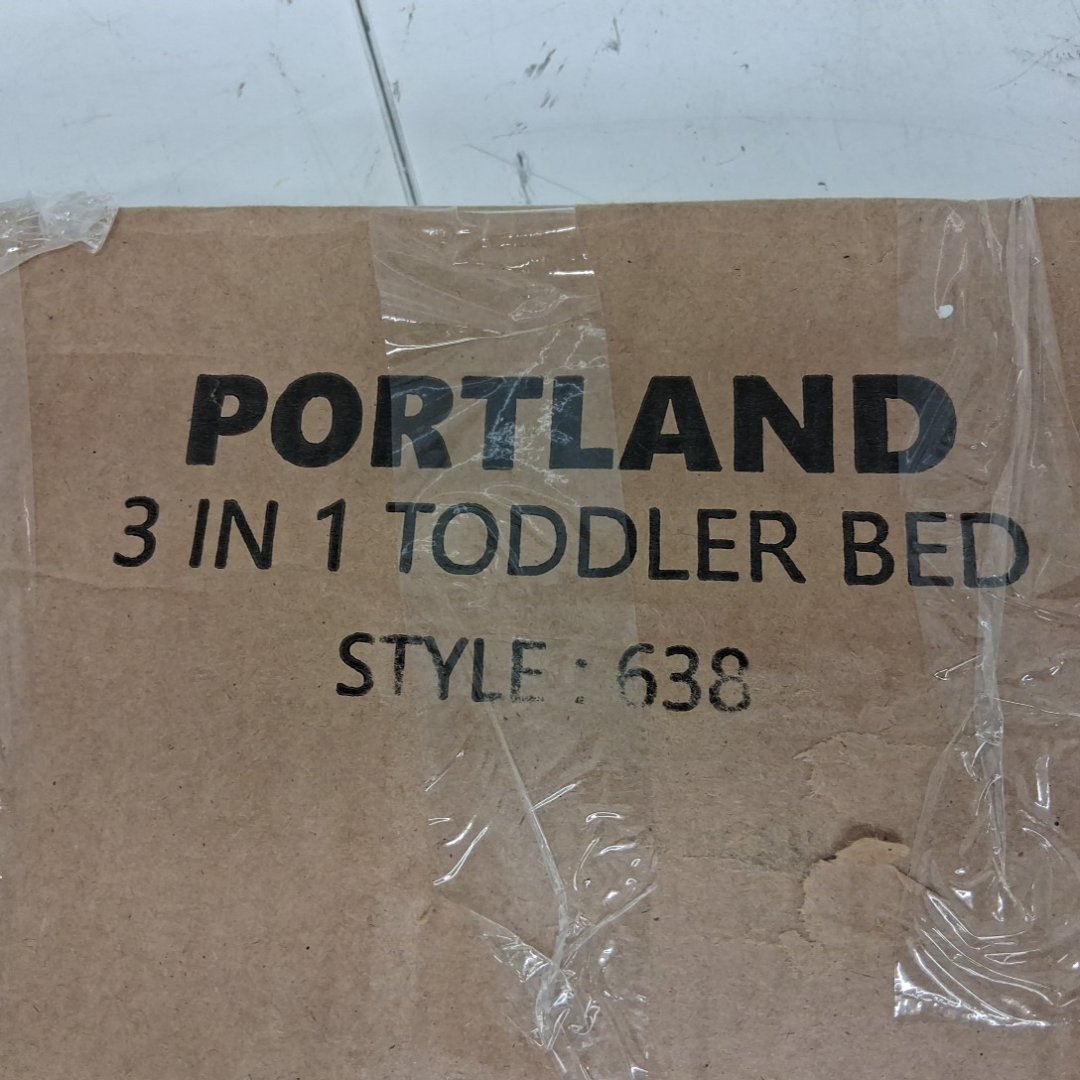 PORTLAND
3 IN 1 TODDLER BED
STYLE : 638